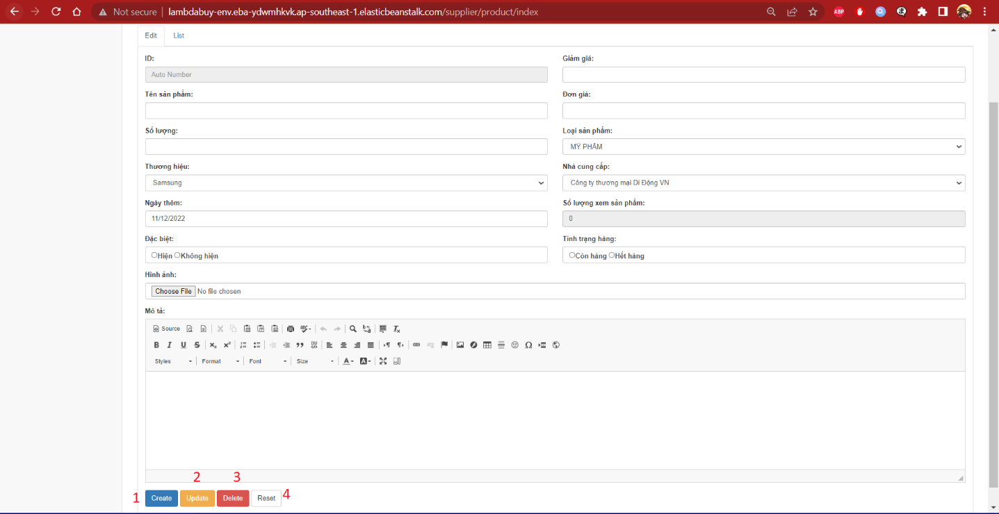 Not secure lambdabuy-env.eba-ydwmhkvk.ap-southeast-1.elasticbeanstalk.com/supplier/product/index ABP
Edit List
ID: Giảm giá:
Auto Number
Tên sản phẩm: Đơn giá:
Số lượng: Loại sản phẩm:
MỸ PHẨM
Thương hiệu: Nhà cung cấp:
Samsung Công ty thương mại Di Động VN
Ngày thêm: Số lượng xem sản phẩm:
11/12/2022 0
Đặc biệt: Tình trạng hàng:
Hiện Không hiện Còn hàng Hết hàng
Hình ảnh:
Choose File No file chosen
Mô tả:
Source
Styles Format Font Size
2 3
1 Create Update Delete Reset 4